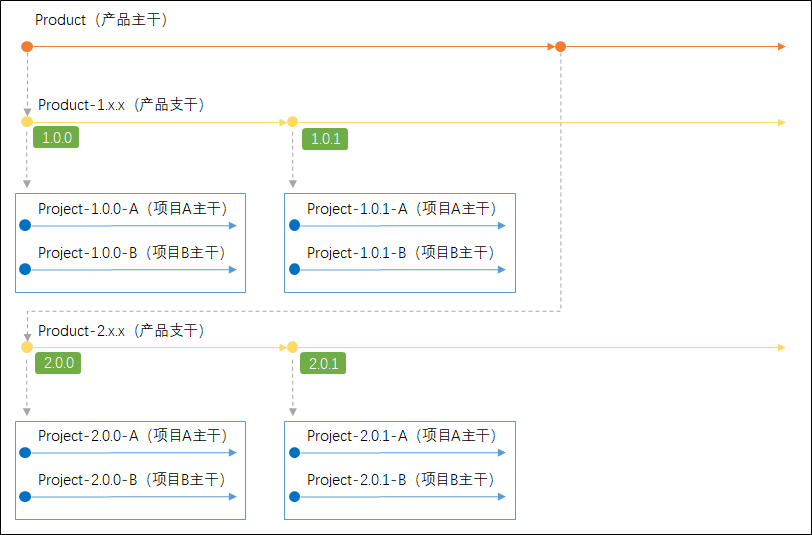 Product（产品主干）
Product-1.x.x（产品支干）
1.0.0
1.0.1
Project-1.0.0-A（项目A主干）
Project-1.0.0-B（项目B主干）
Project-1.0.1-A（项目A主干）
Project-1.0.1-B（项目B主干）
Product-2.x.x（产品支干）
2.0.0
2.0.1
Project-2.0.0-A（项目A主干）
Project-2.0.0-B（项目B主干）
Project-2.0.1-A（项目A主干）
Project-2.0.1-B（项目B主干）